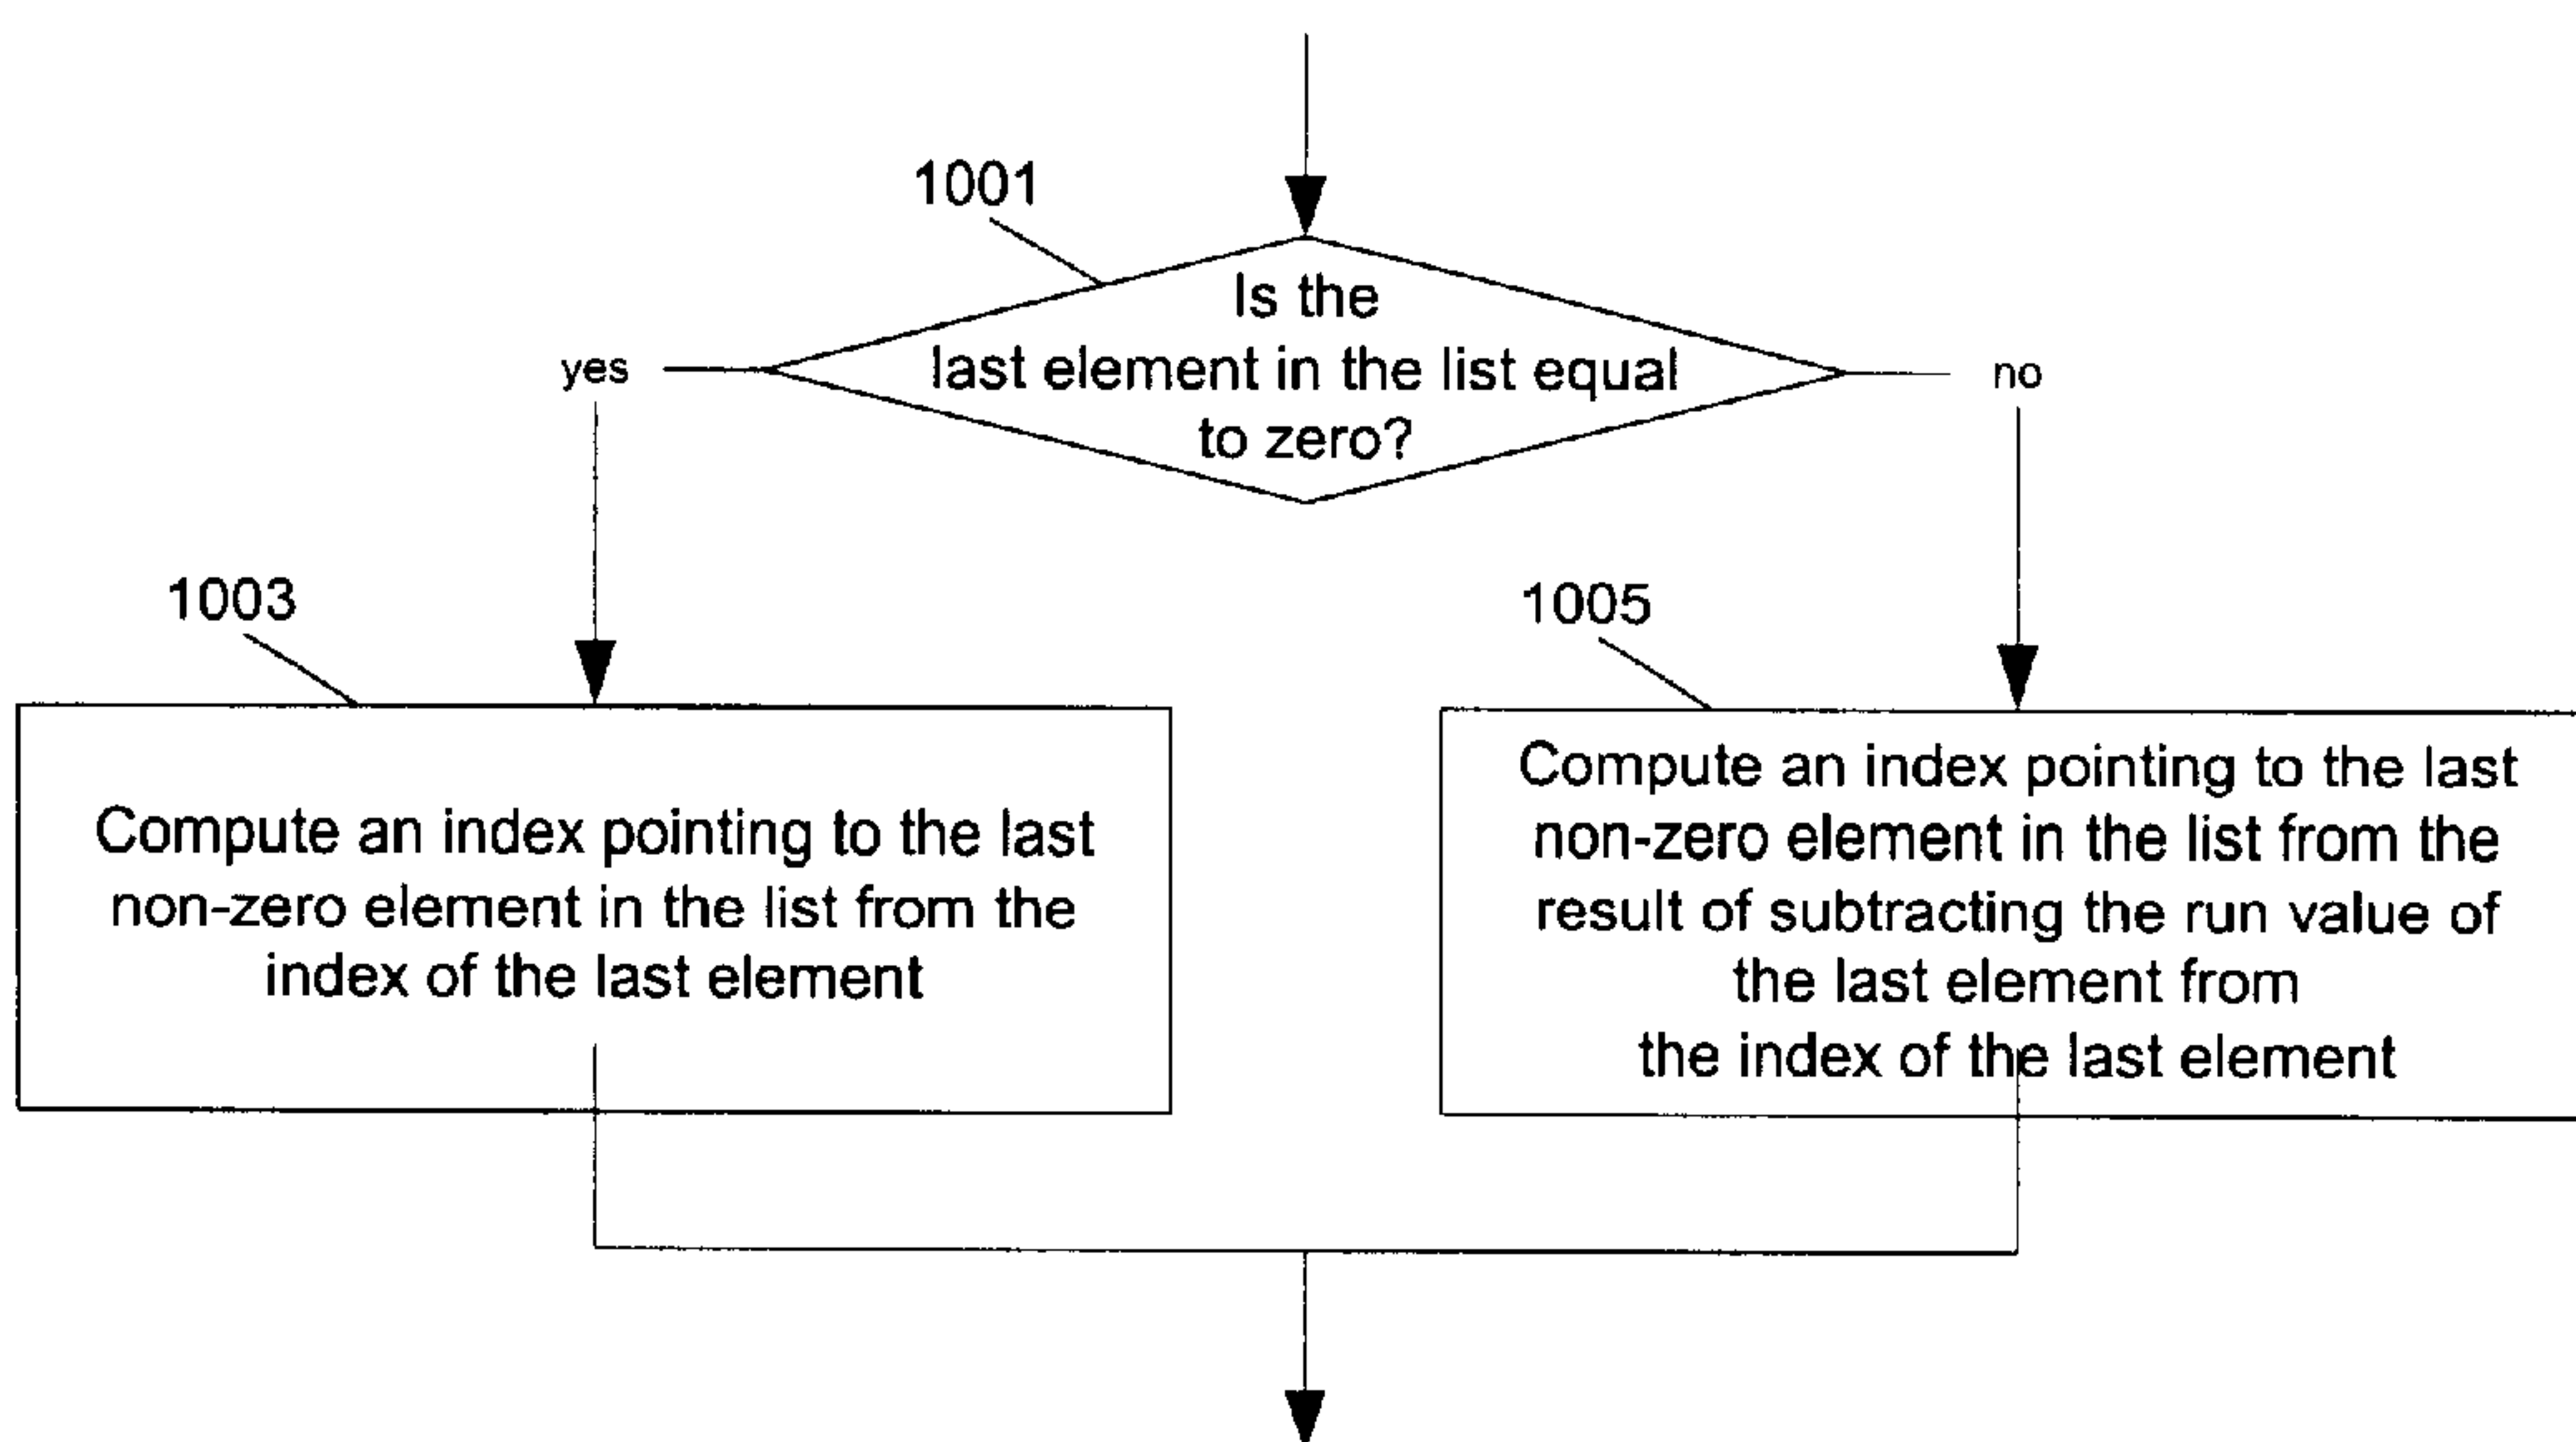 1001
Is the
last element in the list equal
to zero?
yes
no
1003
1005
Compute an index pointing to the last
non-zero element in the list from the
index of the last element
Compute an index pointing to the last
non-zero element in the list from the
result of subtracting the run value of
the last element from
the index of the last element